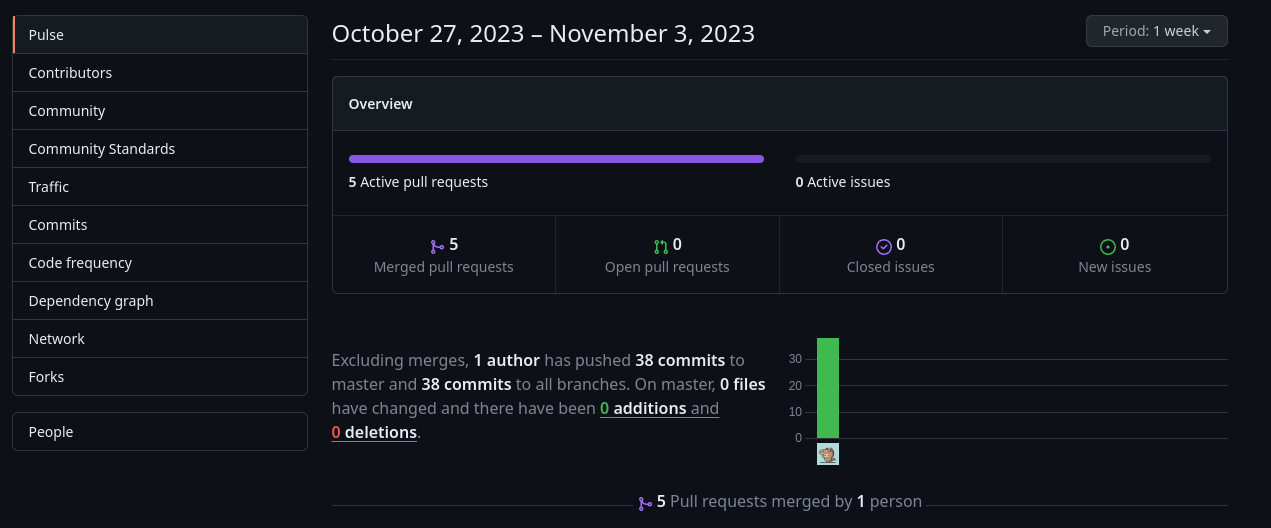 Pulse
Contributors
Community
Community Standards
Traffic
Commits
Code frequency
Dependency graph
Network
Forks
People
October 27, 2023 – November 3, 2023
Period: 1 week
Overview
5 Active pull requests
0 Active issues
5
Merged pull requests
0
Open pull requests
0
Closed issues
0
New issues
Excluding merges, 1 author has pushed 38 commits to
master and 38 commits to all branches. On master, 0 files
have changed and there have been 0 additions and
0 deletions.
30
20
10
0
5 Pull requests merged by 1 person